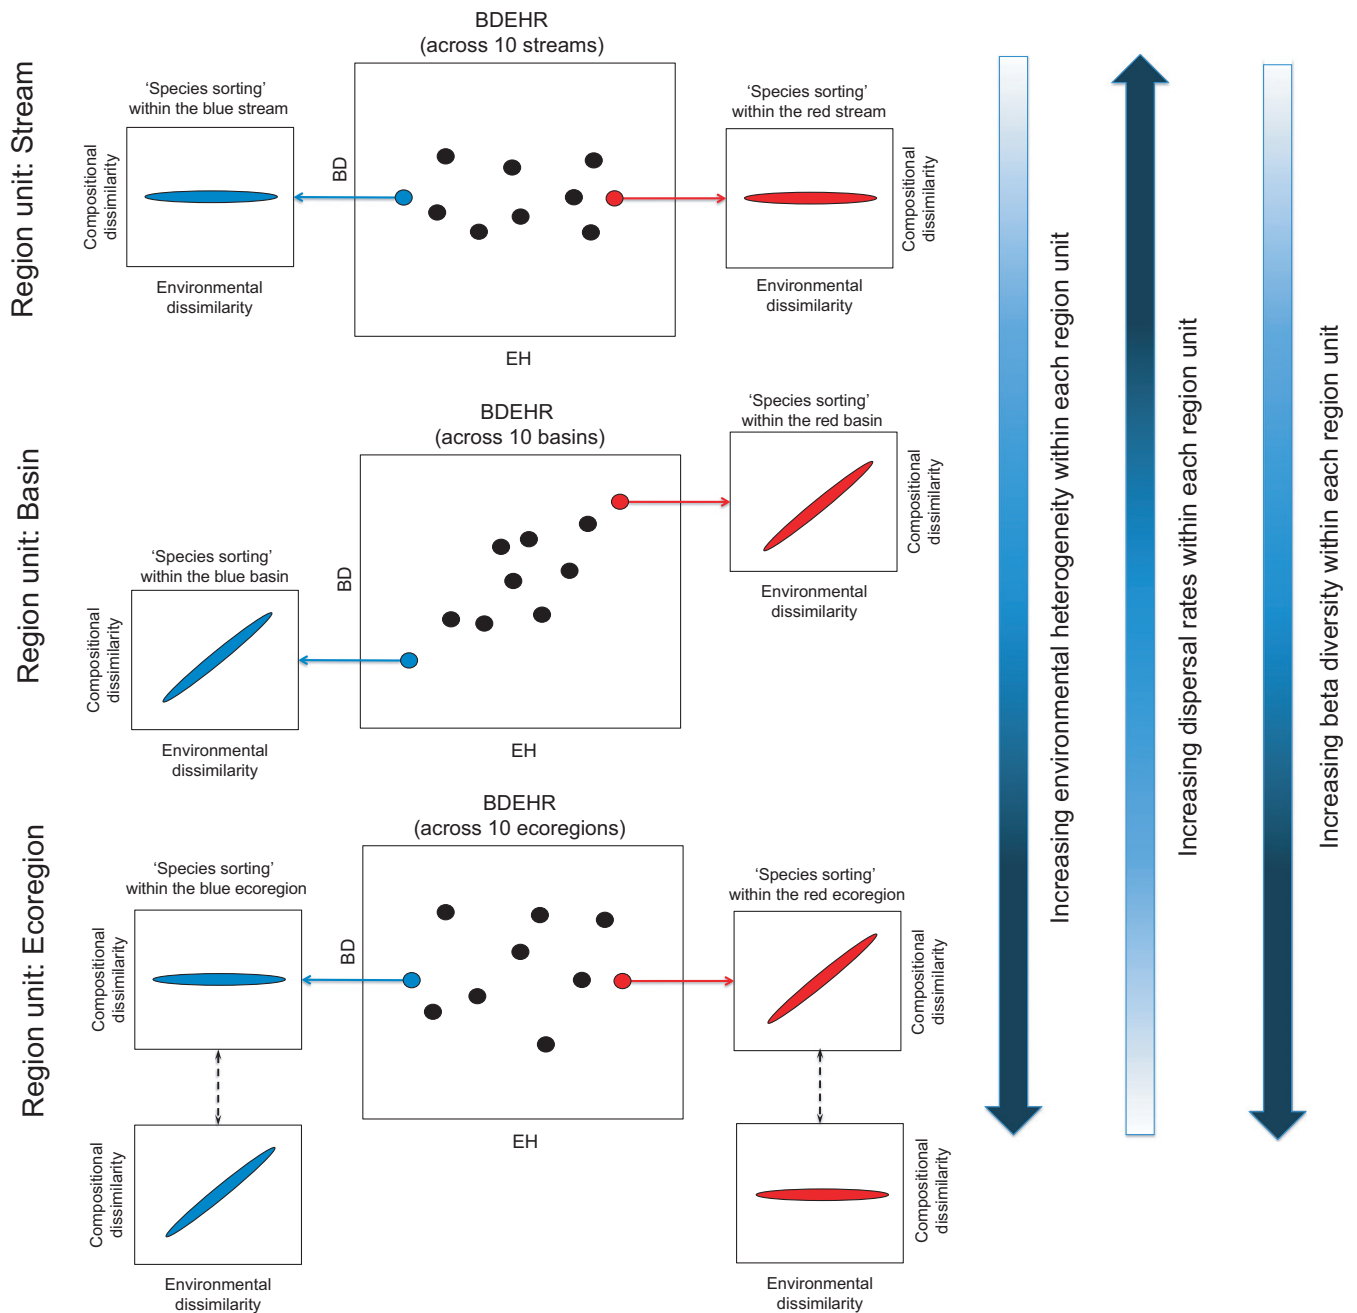 Region unit: Stream
BDEHR
(across 10 streams)
'Species sorting'
within the blue stream
Compositional
dissimilarity
Environmental
dissimilarity
BD
EH
'Species sorting'
within the red stream
Compositional
dissimilarity
Environmental
dissimilarity
Region unit: Basin
BDEHR
(across 10 basins)
'Species sorting'
within the blue basin
Compositional
dissimilarity
Environmental
dissimilarity
BD
EH
'Species sorting'
within the red basin
Compositional
dissimilarity
Environmental
dissimilarity
Region unit: Ecoregion
BDEHR
(across 10 ecoregions)
'Species sorting'
within the blue ecoregion
Compositional
dissimilarity
BD
EH
'Species sorting'
within the red ecoregion
Compositional
dissimilarity
Compositional
dissimilarity
Environmental
dissimilarity
Compositional
dissimilarity
Environmental
dissimilarity
Increasing environmental heterogeneity within each region unit
Increasing dispersal rates within each region unit
Increasing beta diversity within each region unit